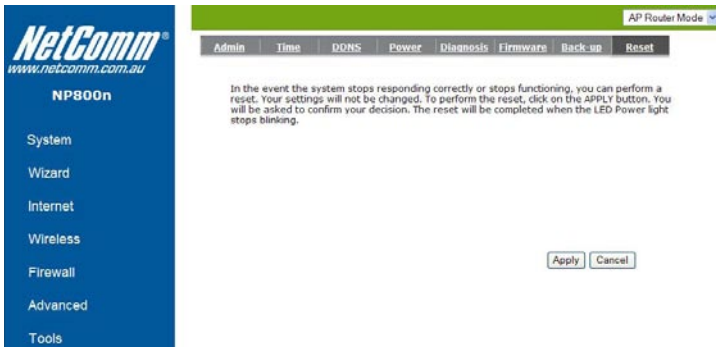 AP Router Mode
NetComm®
www.netcomm.com.au
NP800n
Admin Time DDNS Power Diagnosis Firmware Back-up Reset
In the event the system stops responding correctly or stops functioning, you can perform a
reset. Your settings will not be changed. To perform the reset, click on the APPLY button. You
will be asked to confirm your decision. The reset will be completed when the LED Power light
stops blinking.
System
Wizard
Internet
Wireless
Firewall
Advanced
Tools
Apply Cancel